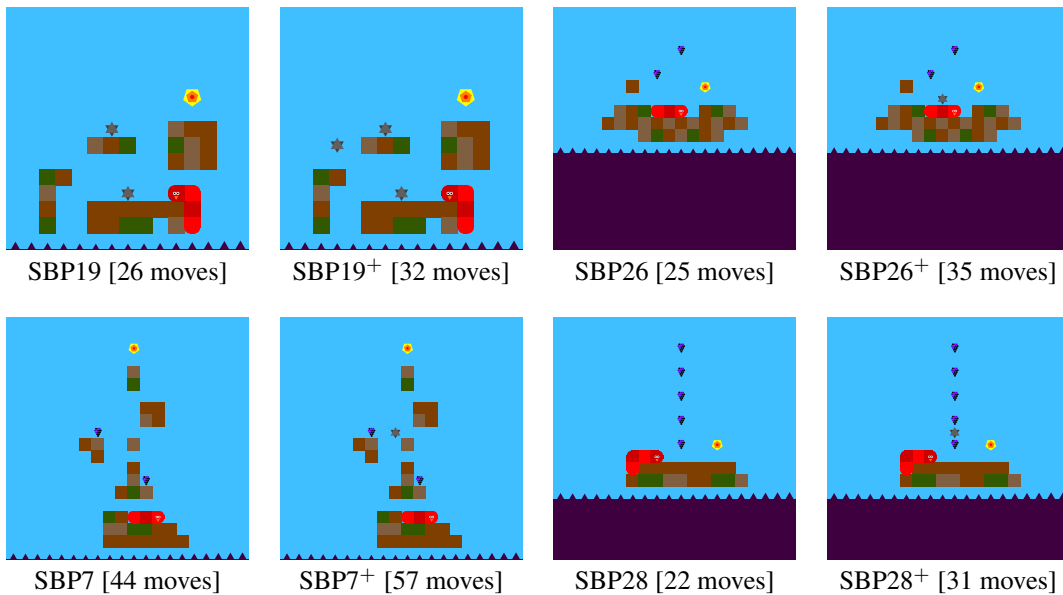 SBP19 [26 moves] SBP19⁺ [32 moves] SBP26 [25 moves] SBP26⁺ [35 moves]
SBP7 [44 moves] SBP7⁺ [57 moves] SBP28 [22 moves] SBP28⁺ [31 moves]